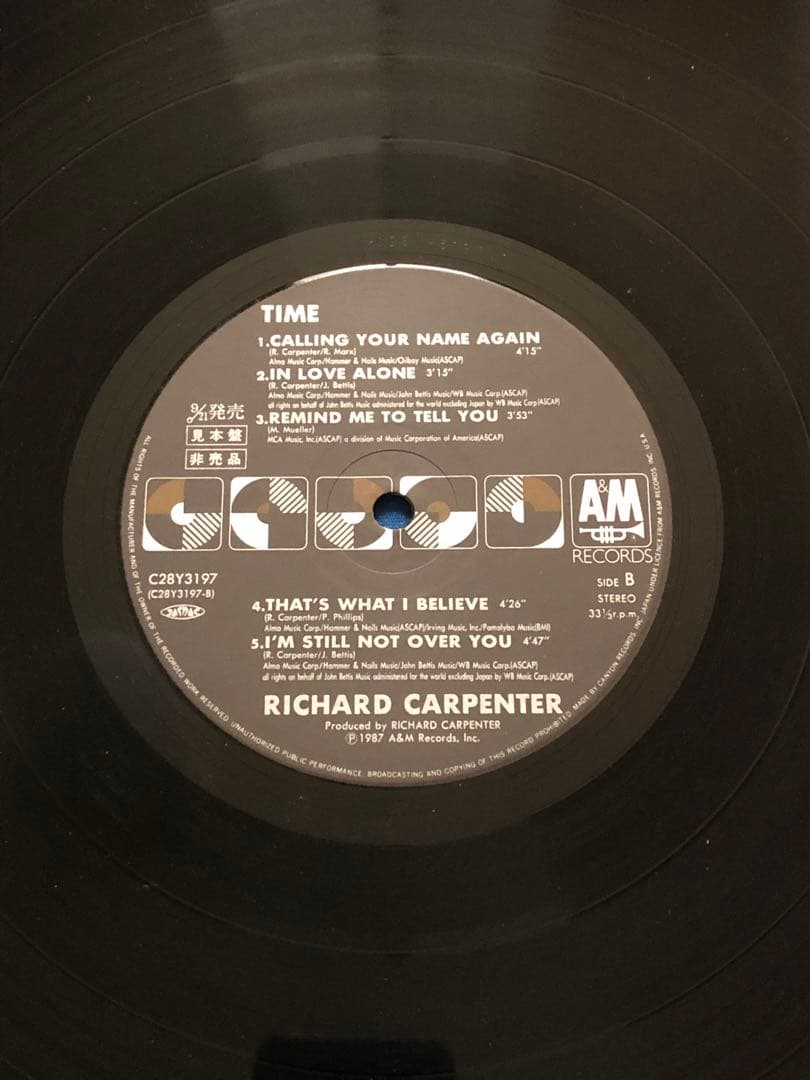 TIME
1.CALLING YOUR NAME AGAIN
(R. Carpenter/R. Marx) 4'15"
Almo Music Corp./Hammer & Nails Music/Oilboy Music(ASCAP)
2.IN LOVE ALONE 3'15"
(R. Carpenter/J. Bettis)
Almo Music Corp./Hammer & Nails Music/John Bettis Music/WB Music Corp.(ASCAP)
all rights on behalf of John Bettis Music administered for the world excluding Japan by WB Music Corp.(ASCAP)
3.REMIND ME TO TELL YOU 3'53"
(M. Mueller)
MCA Music, Inc.(ASCAP) a division of Music Corporation of America(ASCAP)
9/21発売
見本盤
非売品
A&M
RECORDS
C28Y3197
(C28Y3197-B)
SIDE B
STEREO
33⅓r.p.m.
4.THAT'S WHAT I BELIEVE 4'26"
(R. Carpenter/P. Phillips)
Almo Music Corp./Hammer & Nails Music(ASCAP)/Irving Music, Inc./Pamalybo Music(BMI)
5.I'M STILL NOT OVER YOU 4'47"
(R. Carpenter/J. Bettis)
Almo Music Corp./Hammer & Nails Music/John Bettis Music/WB Music Corp.(ASCAP)
all rights on behalf of John Bettis Music administered for the world excluding Japan by WB Music Corp.(ASCAP)
RICHARD CARPENTER
Produced by RICHARD CARPENTER
Ⓟ1987 A&M Records, Inc.
ALL RIGHTS OF THE MANUFACTURER AND OF THE OWNER OF THE RECORDED WORK RESERVED. UNAUTHORIZED PUBLIC PERFORMANCE, BROADCASTING AND COPYING OF THIS RECORD PROHIBITED. MADE BY CANYON RECORDS, INC. JAPAN UNDER LICENCE FROM A&M RECORDS, INC. U.S.A.